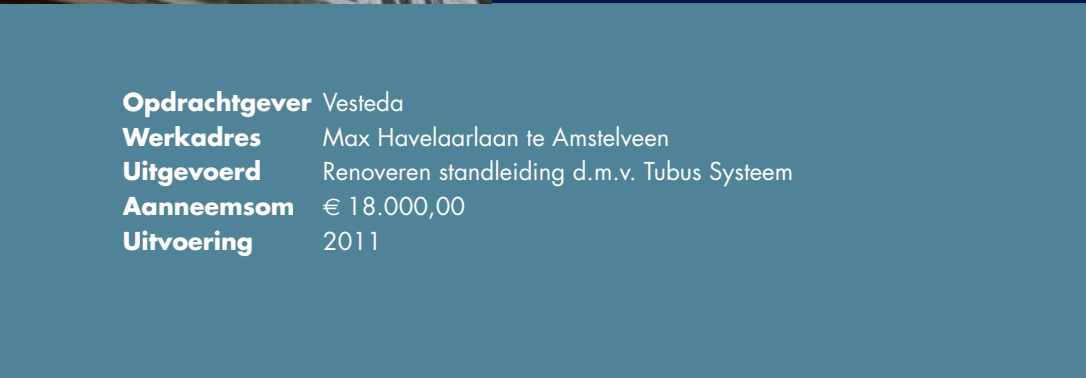 Opdrachtgever Vesteda
Werkadres Max Havelaarlaan te Amstelveen
Uitgevoerd Renoveren standleiding d.m.v. Tubus Systeem
Aanneemsom € 18.000,00
Uitvoering 2011